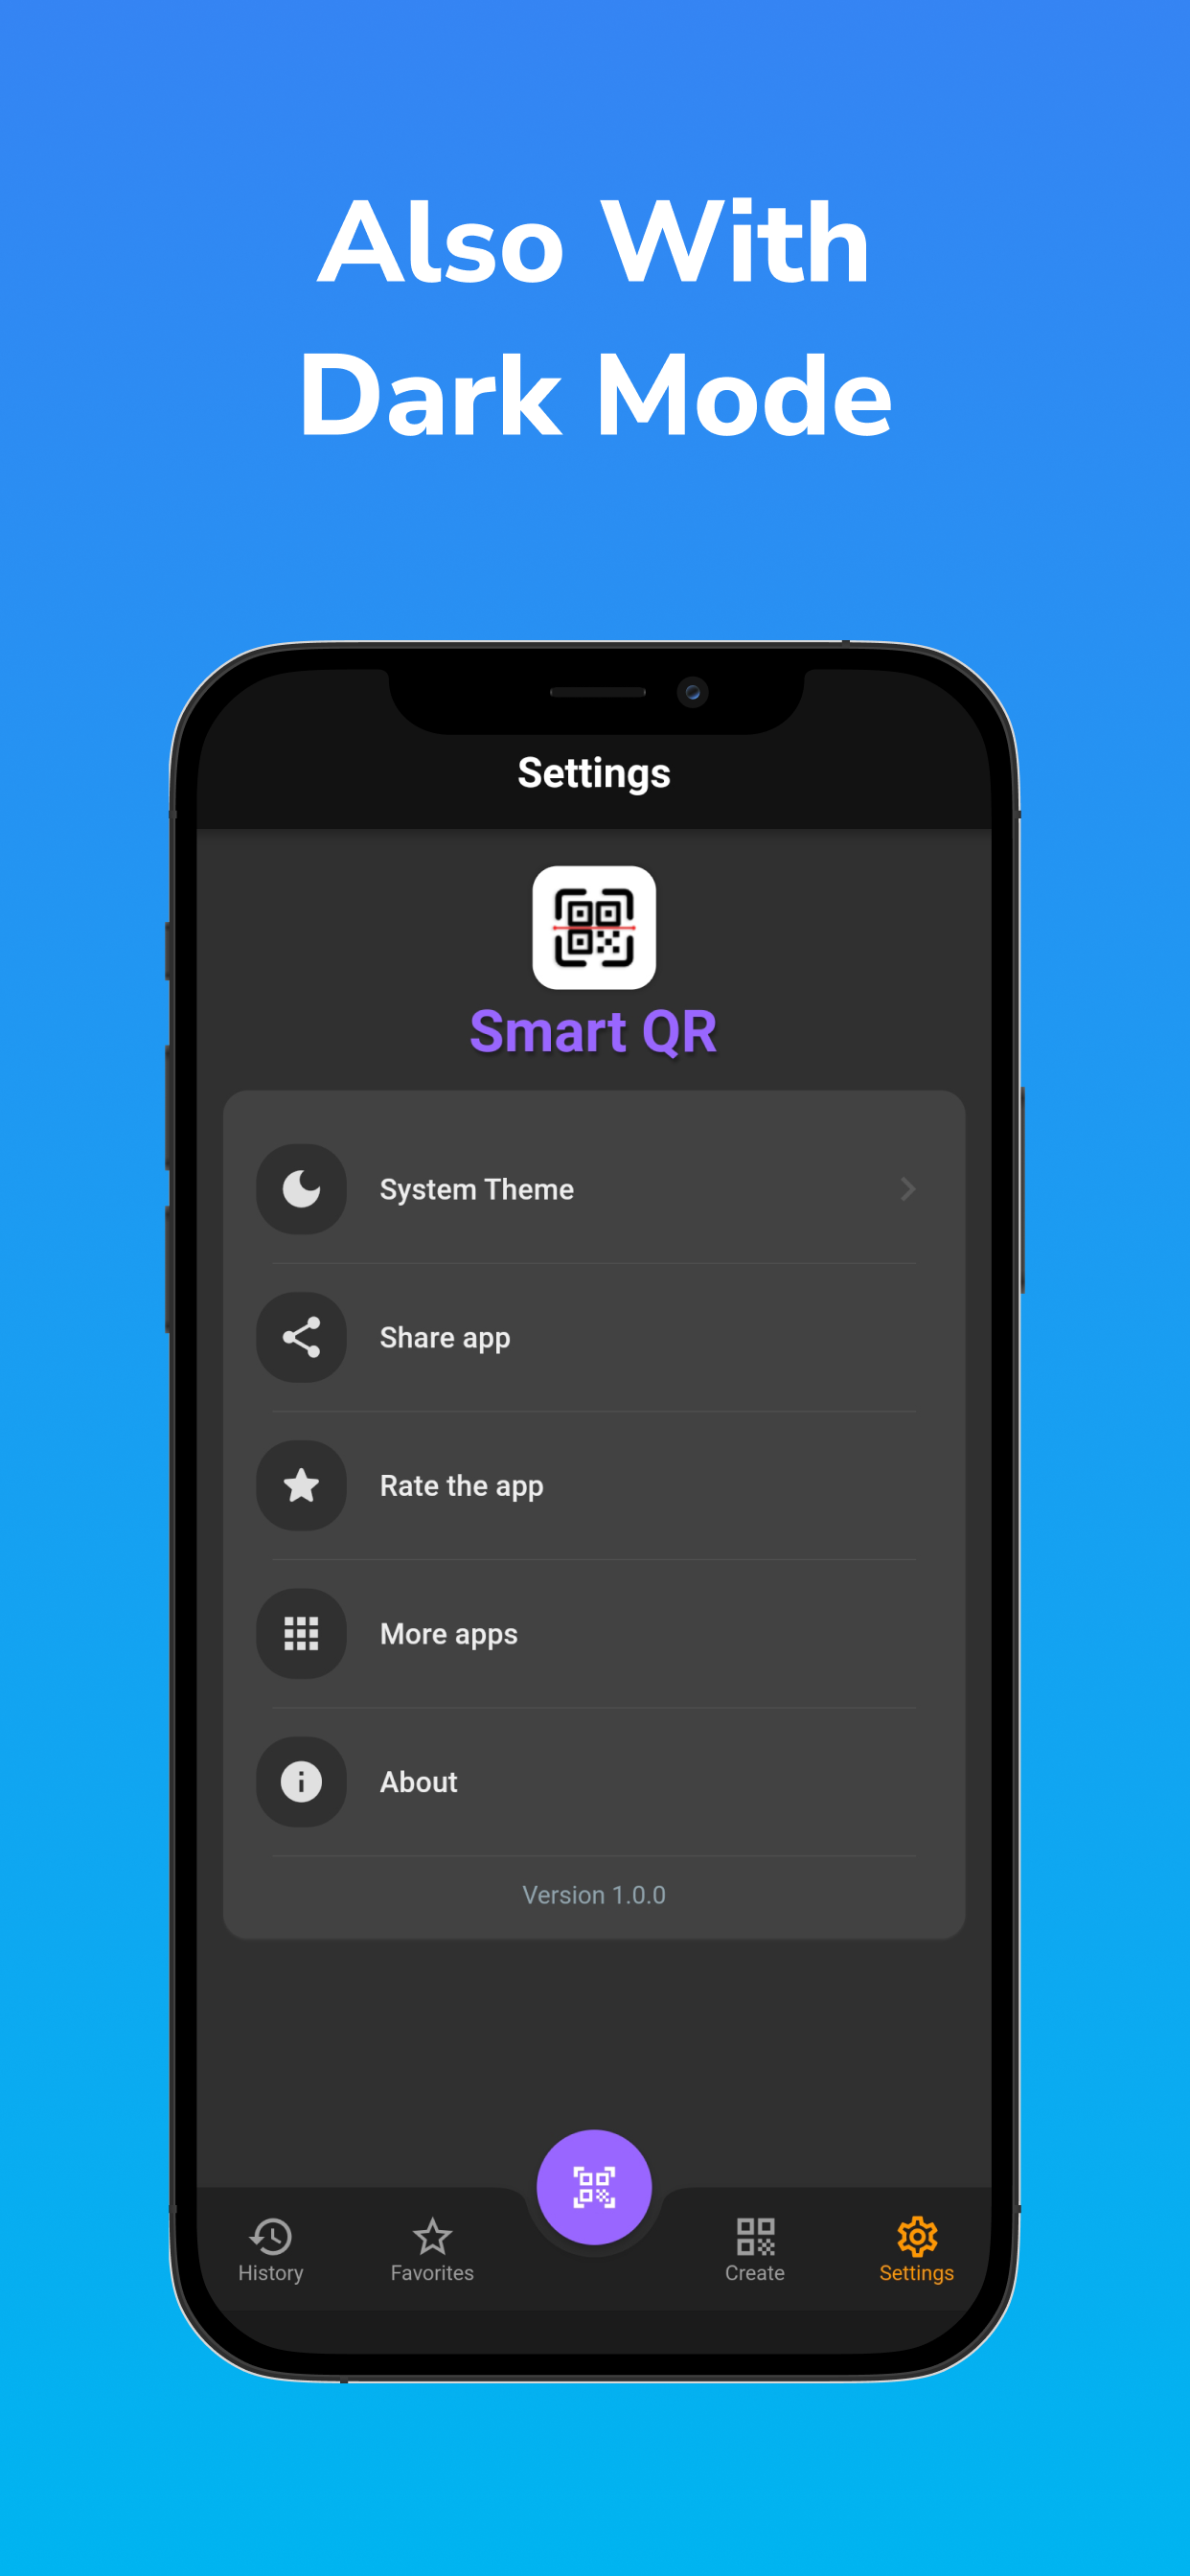 Also With
Dark Mode
Settings
Smart QR
System Theme
Share app
Rate the app
More apps
About
Version 1.0.0
History
Favorites
Create
Settings